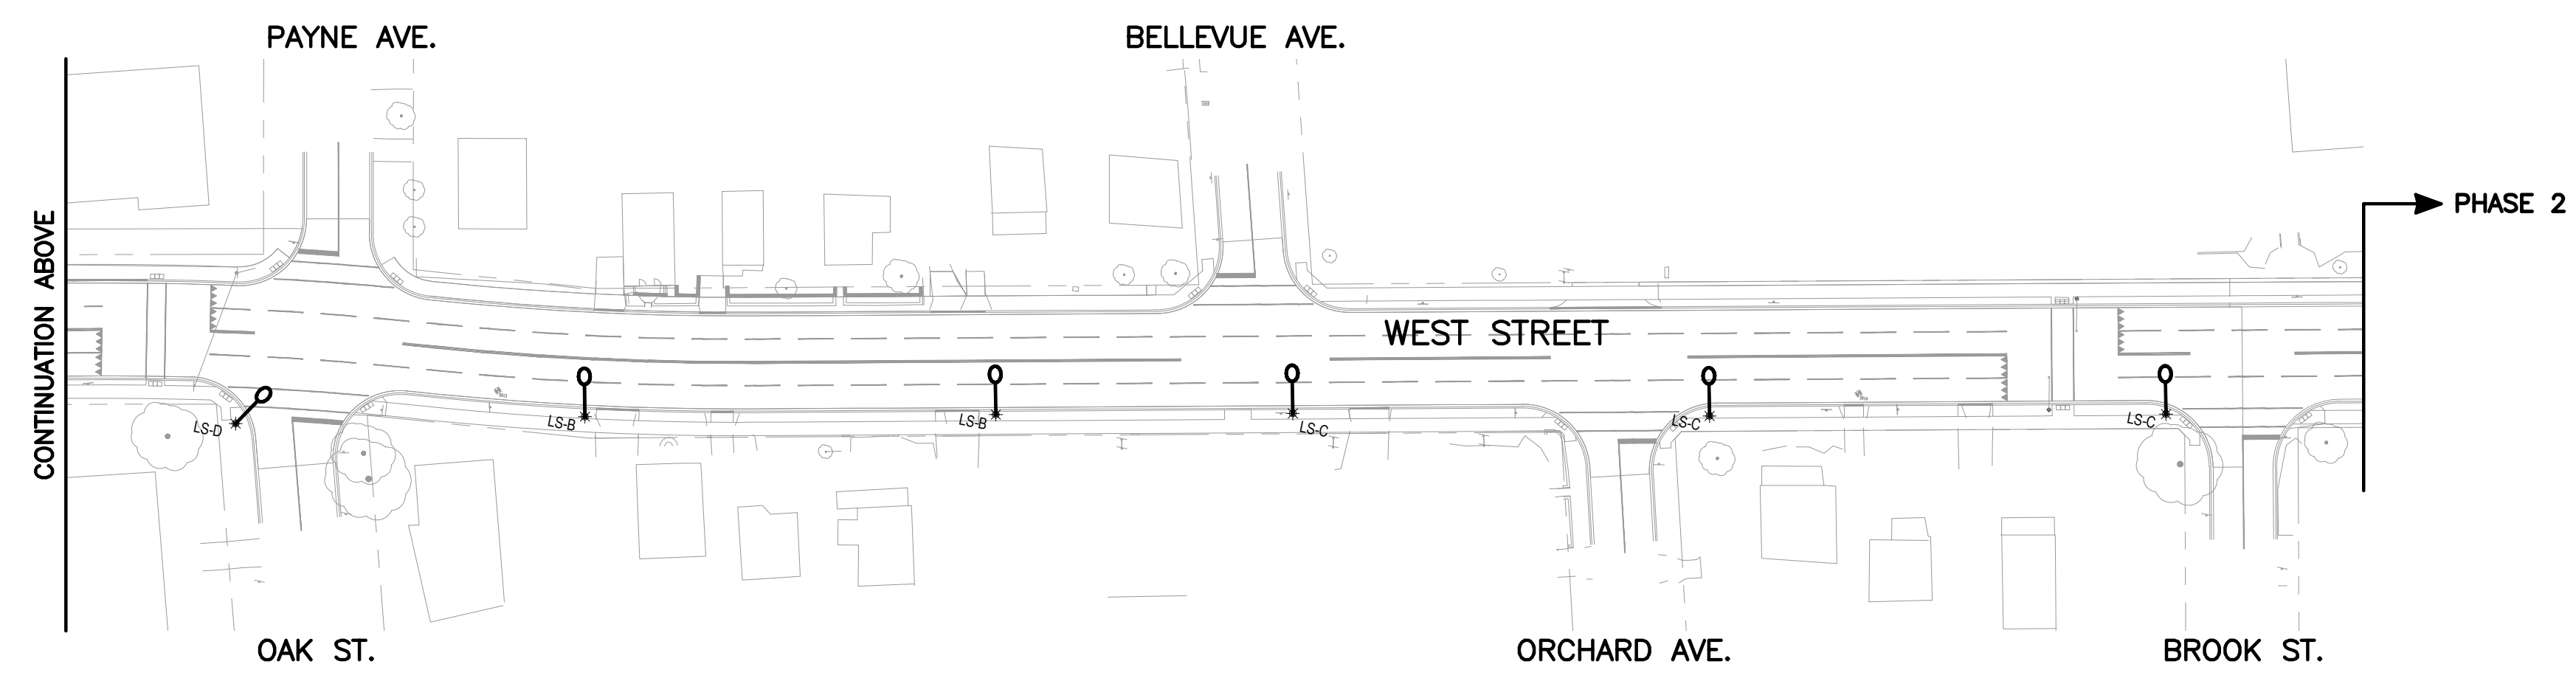 PAYNE AVE.
BELLEVUE AVE.
CONTINUATION ABOVE
PHASE 2
WEST STREET
LS-D
LS-B
LS-B
LS-C
LS-C
LS-C
OAK ST.
ORCHARD AVE.
BROOK ST.